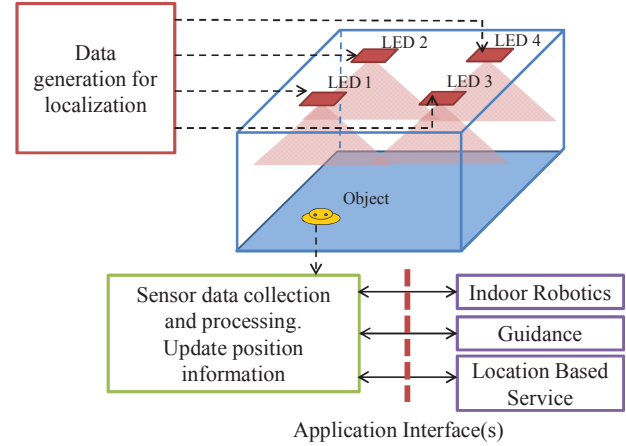 Data
generation for
localization
LED 2
LED 4
LED 1
LED 3
Object
Sensor data collection
and processing.
Update position
information
Indoor Robotics
Guidance
Location Based
Service
Application Interface(s)